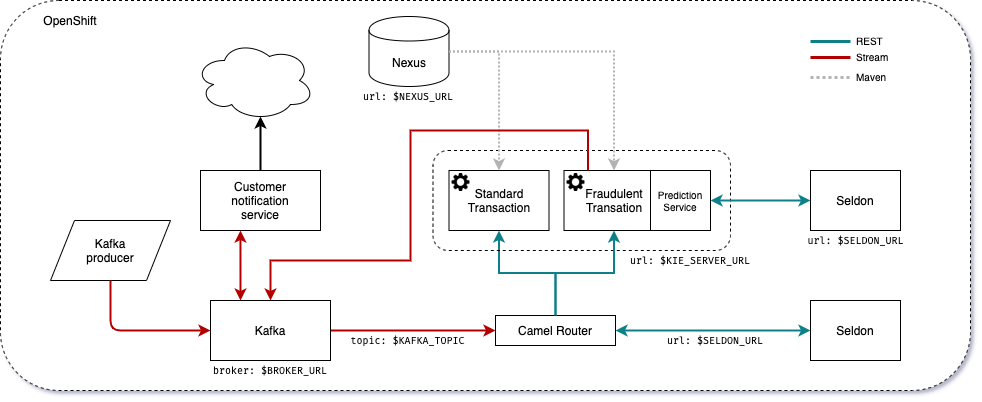 OpenShift
Nexus
url: $NEXUS_URL
REST
Stream
Maven
Customer
notification
service
Standard
Transaction
Fraudulent
Transation
Prediction
Service
Seldon
url: $SELDON_URL
url: $KIE_SERVER_URL
Kafka
producer
Kafka
broker: $BROKER_URL
topic: $KAFKA_TOPIC
Camel Router
url: $SELDON_URL
Seldon